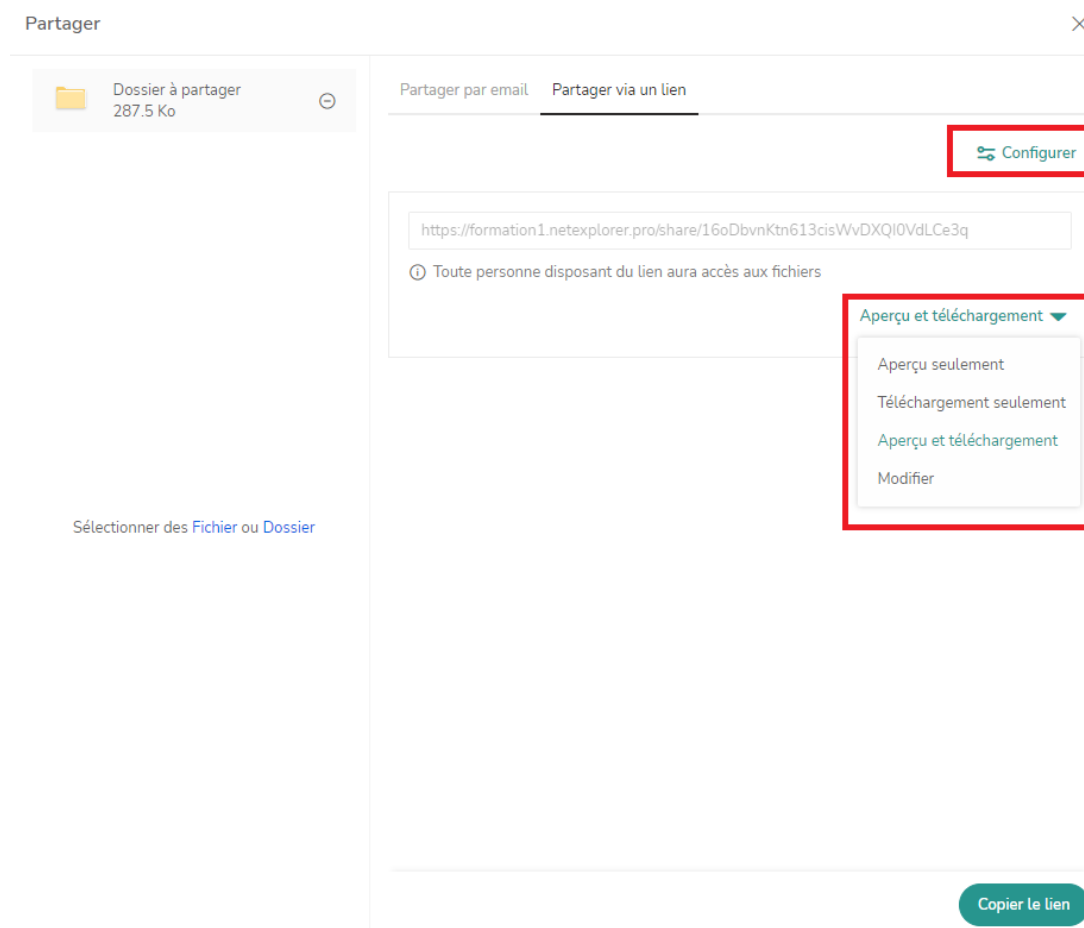 Partager
Dossier à partager
287.5 Ko
Sélectionner des Fichier ou Dossier
Partager par email
Partager via un lien
Configurer
https://formation1.netexplorer.pro/share/16oDbvnKtn613cisWvDXQI0VdLCe3q
Toute personne disposant du lien aura accès aux fichiers
Aperçu et téléchargement
Aperçu seulement
Téléchargement seulement
Aperçu et téléchargement
Modifier
Copier le lien